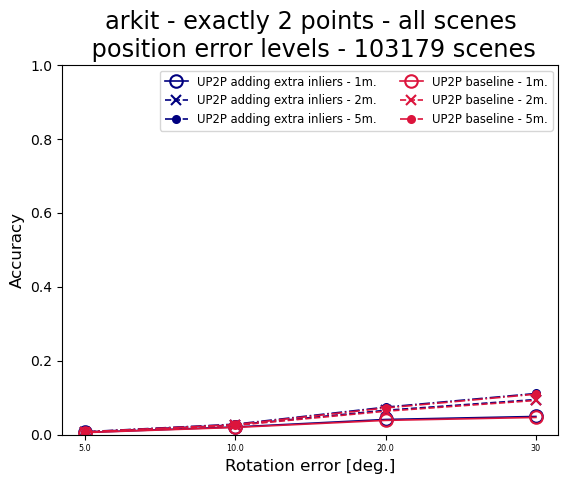 arkit - exactly 2 points - all scenes
position error levels - 103179 scenes
UP2P adding extra inliers - 1m.
UP2P adding extra inliers - 2m.
UP2P adding extra inliers - 5m.
UP2P baseline - 1m.
UP2P baseline - 2m.
UP2P baseline - 5m.
Accuracy
1.0
0.8
0.6
0.4
0.2
0.0
5.0
10.0
20.0
30
Rotation error [deg.]